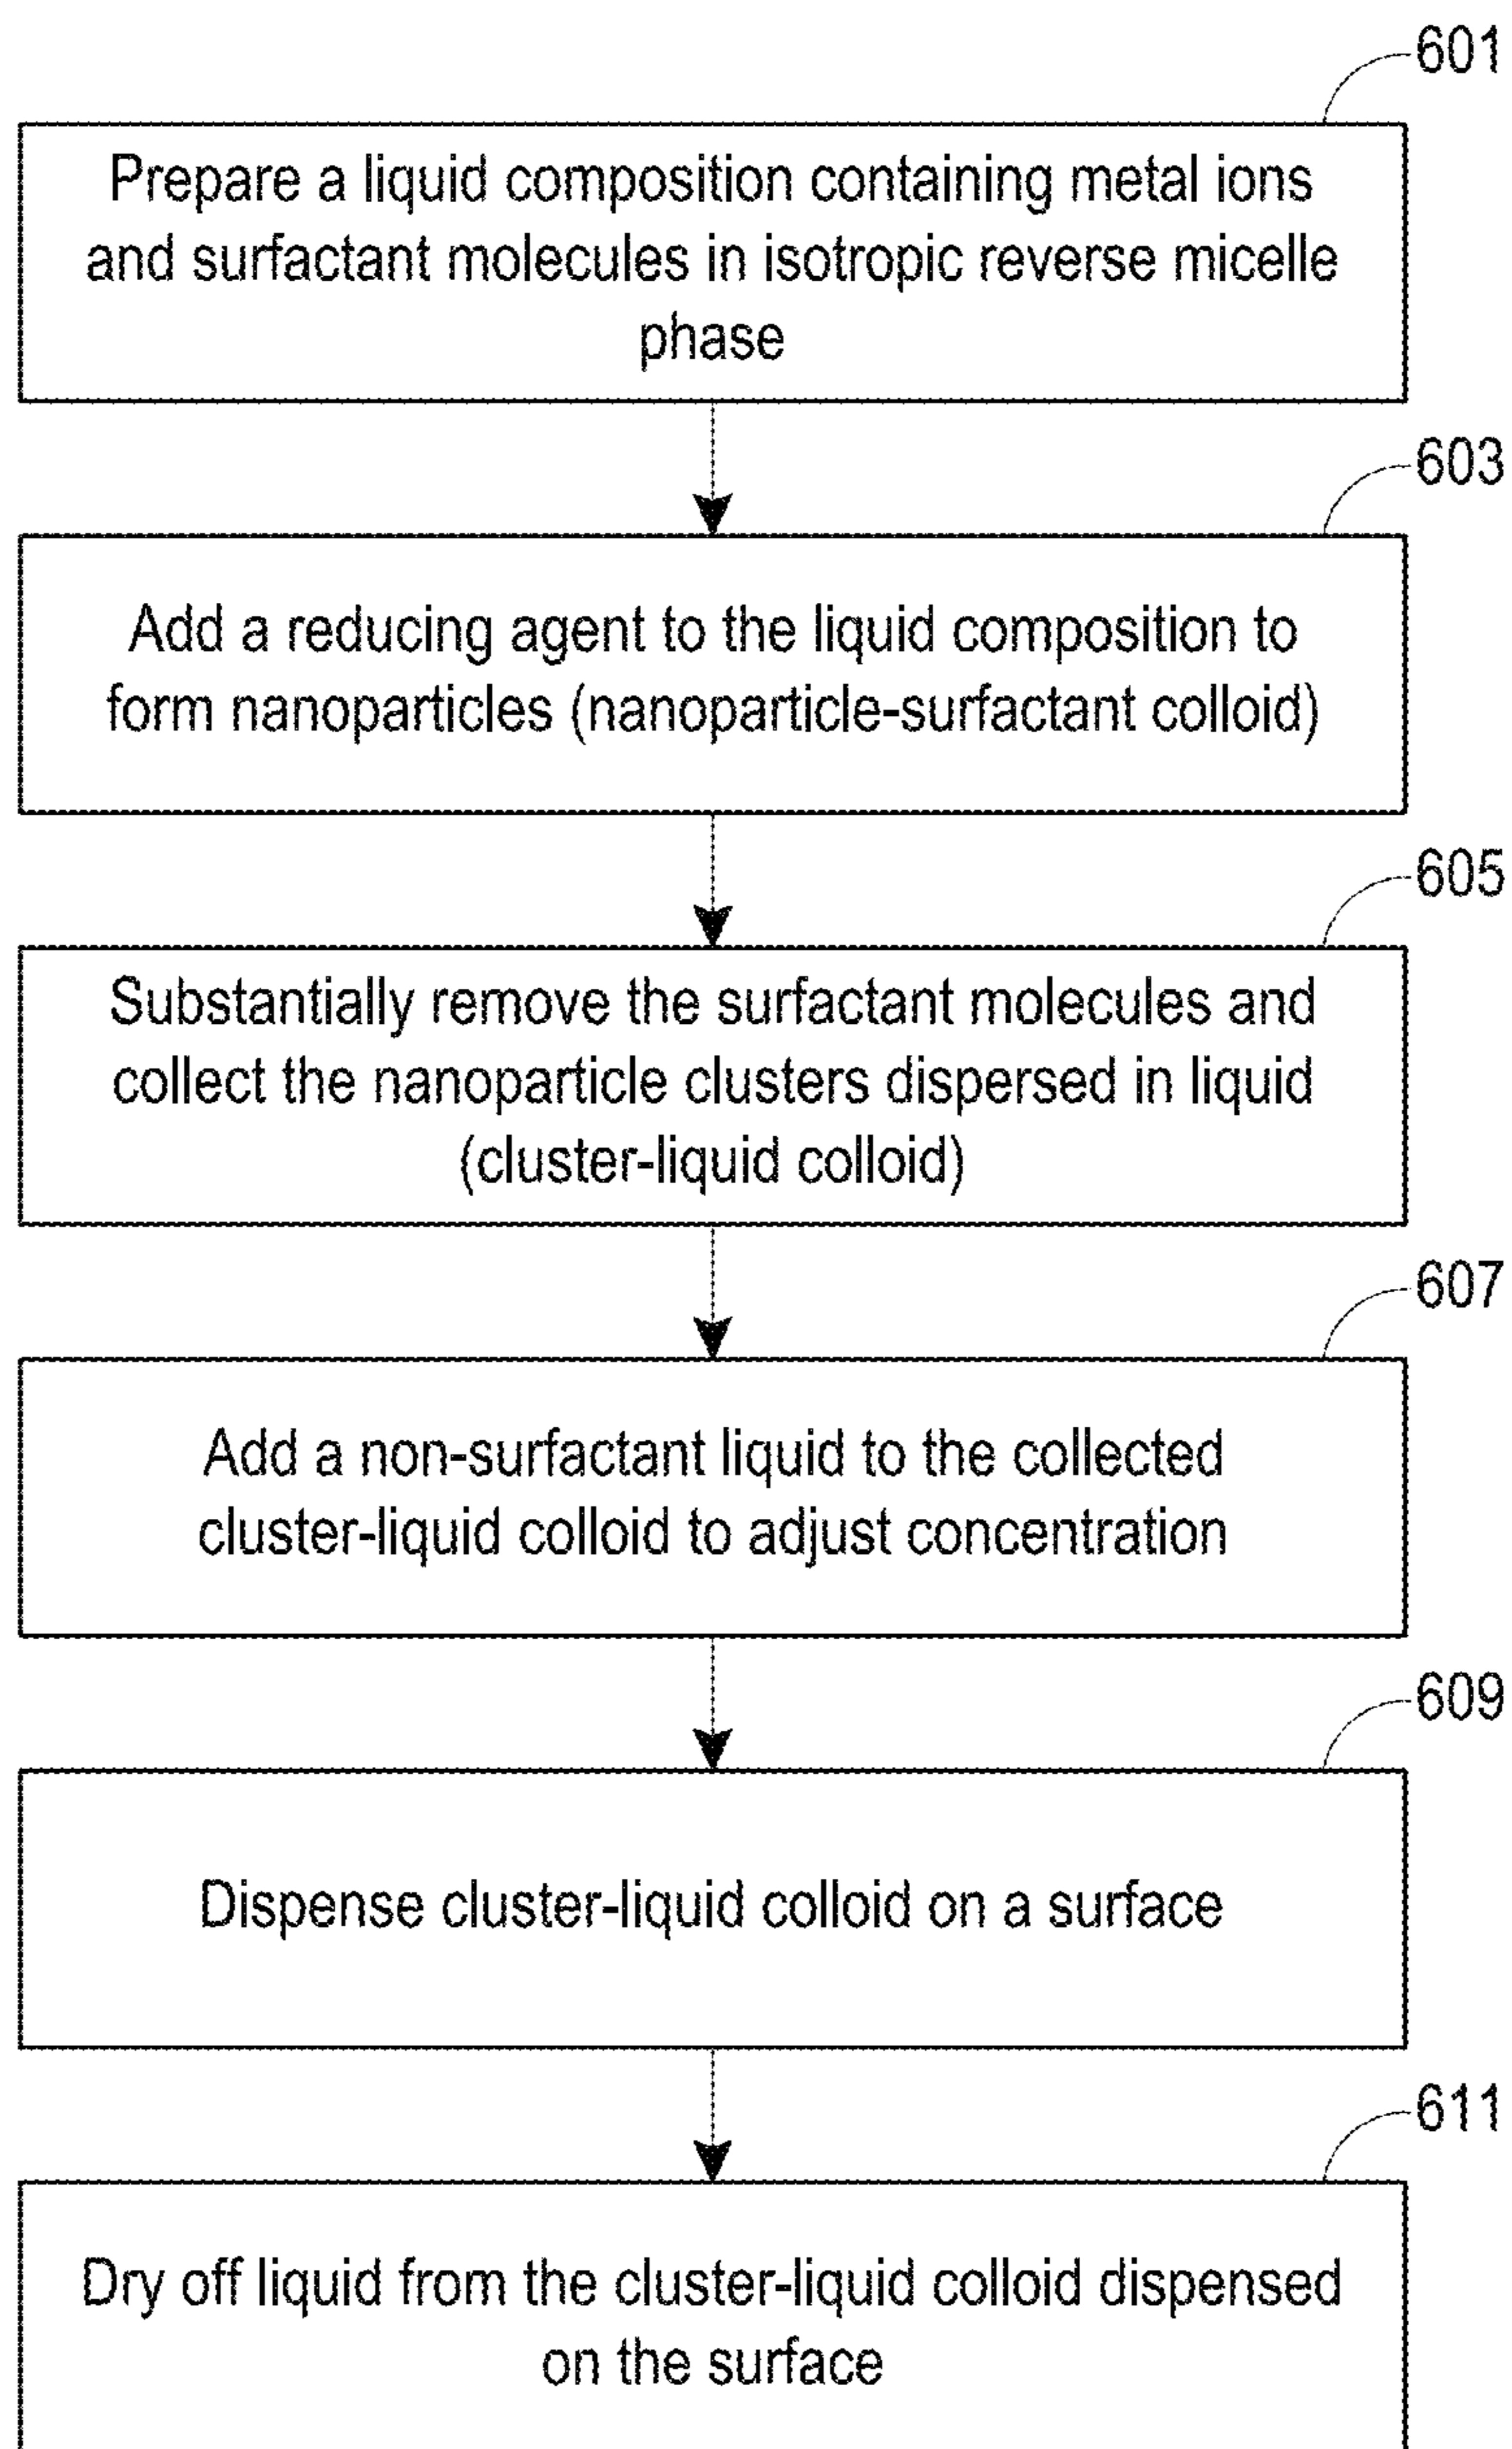 601
Prepare a liquid composition containing metal ions
and surfactant molecules in isotropic reverse micelle
phase
603
Add a reducing agent to the liquid composition to
form nanoparticles (nanoparticle-surfactant colloid)
605
Substantially remove the surfactant molecules and
collect the nanoparticle clusters dispersed in liquid
(cluster-liquid colloid)
607
Add a non-surfactant liquid to the collected
cluster-liquid colloid to adjust concentration
609
Dispense cluster-liquid colloid on a surface
611
Dry off liquid from the cluster-liquid colloid dispensed
on the surface